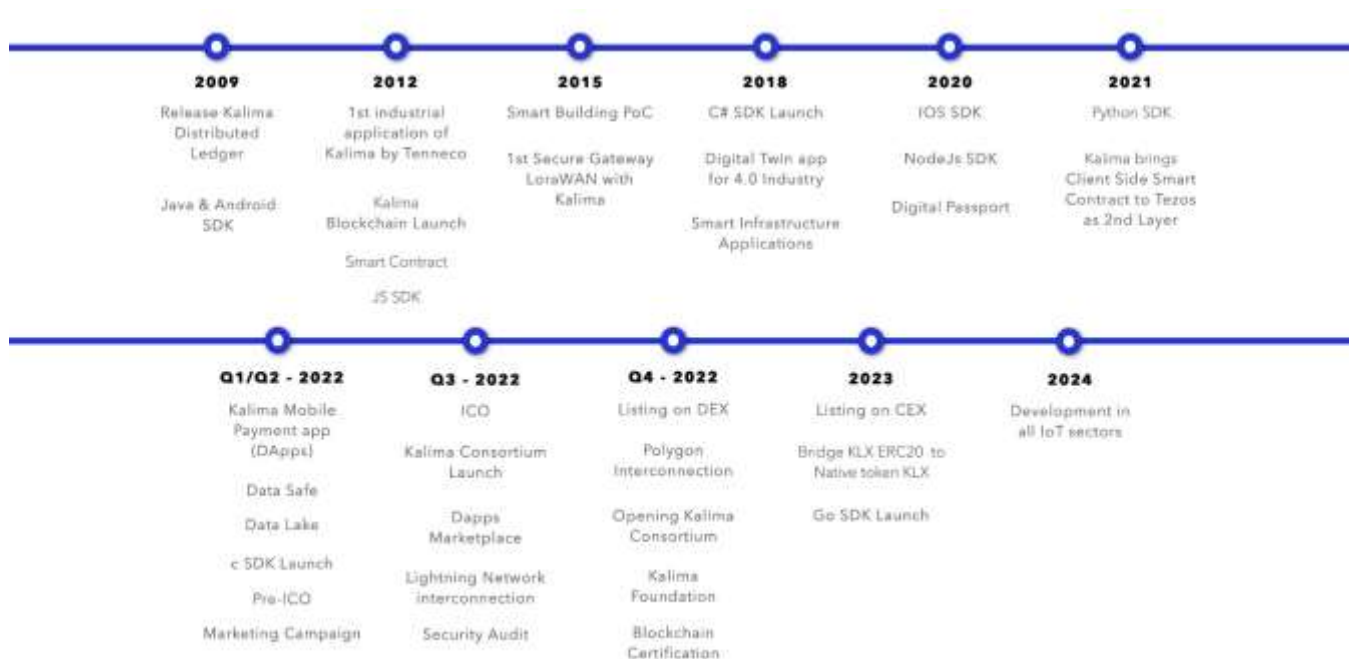 2009
Release Kalima
Distributed
Ledger
Java & Android
SDK
2012
1st industrial
application of
Kalima by Tenneco
Kalima
Blockchain Launch
Smart Contract
JS SDK
2015
Smart Building PoC
1st Secure Gateway
LoraWAN with
Kalima
2018
C# SDK Launch
Digital Twin app
for 4.0 Industry
Smart Infrastructure
Applications
2020
IOS SDK
NodeJs SDK
Digital Passport
2021
Python SDK
Kalima brings
Client Side Smart
Contract to Tezos
as 2nd Layer
Q1/Q2 - 2022
Kalima Mobile
Payment app
(DApps)
Data Safe
Data Lake
c SDK Launch
Pre-ICO
Marketing Campaign
Q3 - 2022
ICO
Kalima Consortium
Launch
Dapps
Marketplace
Lightning Network
interconnection
Security Audit
Q4 - 2022
Listing on DEX
Polygon
Interconnection
Opening Kalima
Consortium
Kalima
Foundation
Blockchain
Certification
2023
Listing on CEX
Bridge KLX ERC20 to
Native token KLX
Go SDK Launch
2024
Development in
all IoT sectors